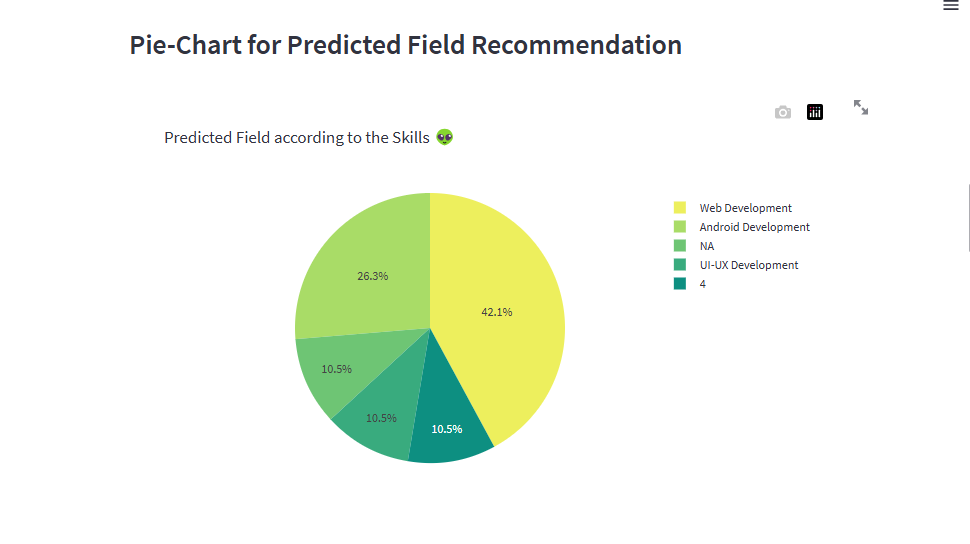 Pie-Chart for Predicted Field Recommendation
Predicted Field according to the Skills 👽
Web Development
Android Development
NA
UI-UX Development
4
26.3%
42.1%
10.5%
10.5%
10.5%